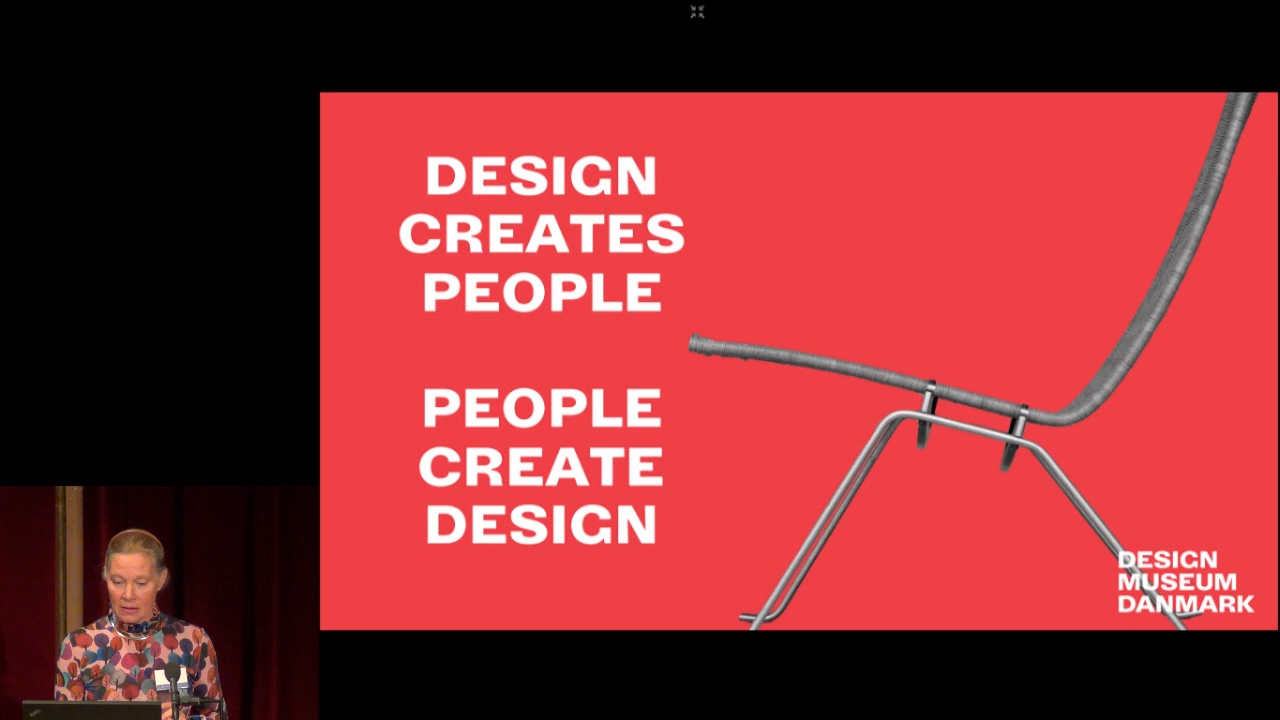 DESIGN
CREATES
PEOPLE
PEOPLE
CREATE
DESIGN
DESIGN
MUSEUM
DANMARK